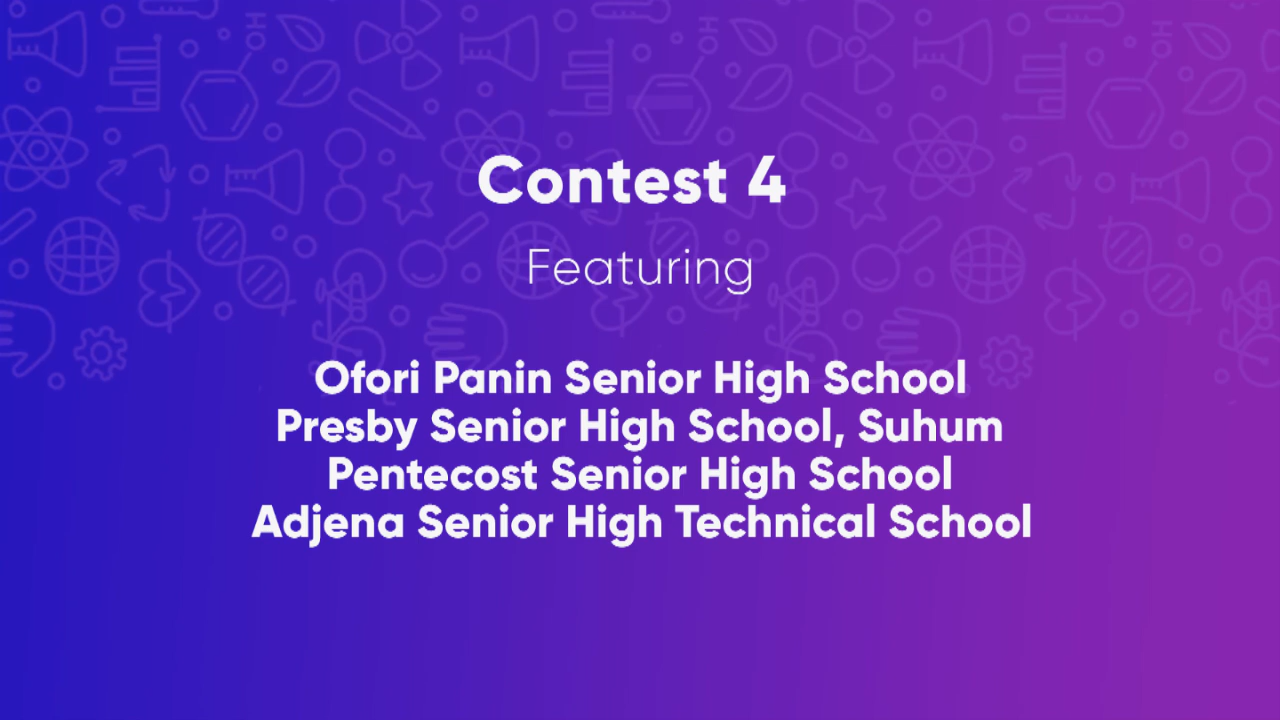 Contest 4
Featuring
Ofori Panin Senior High School
Presby Senior High School, Suhum
Pentecost Senior High School
Adjena Senior High Technical School